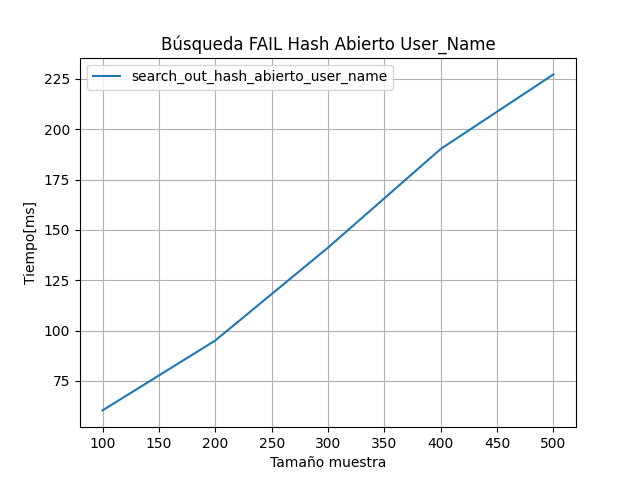 Búsqueda FAIL Hash Abierto User_Name
search_out_hash_abierto_user_name
225
200
175
150
125
100
75
Tiempo[ms]
100 150 200 250 300 350 400 450 500
Tamaño muestra